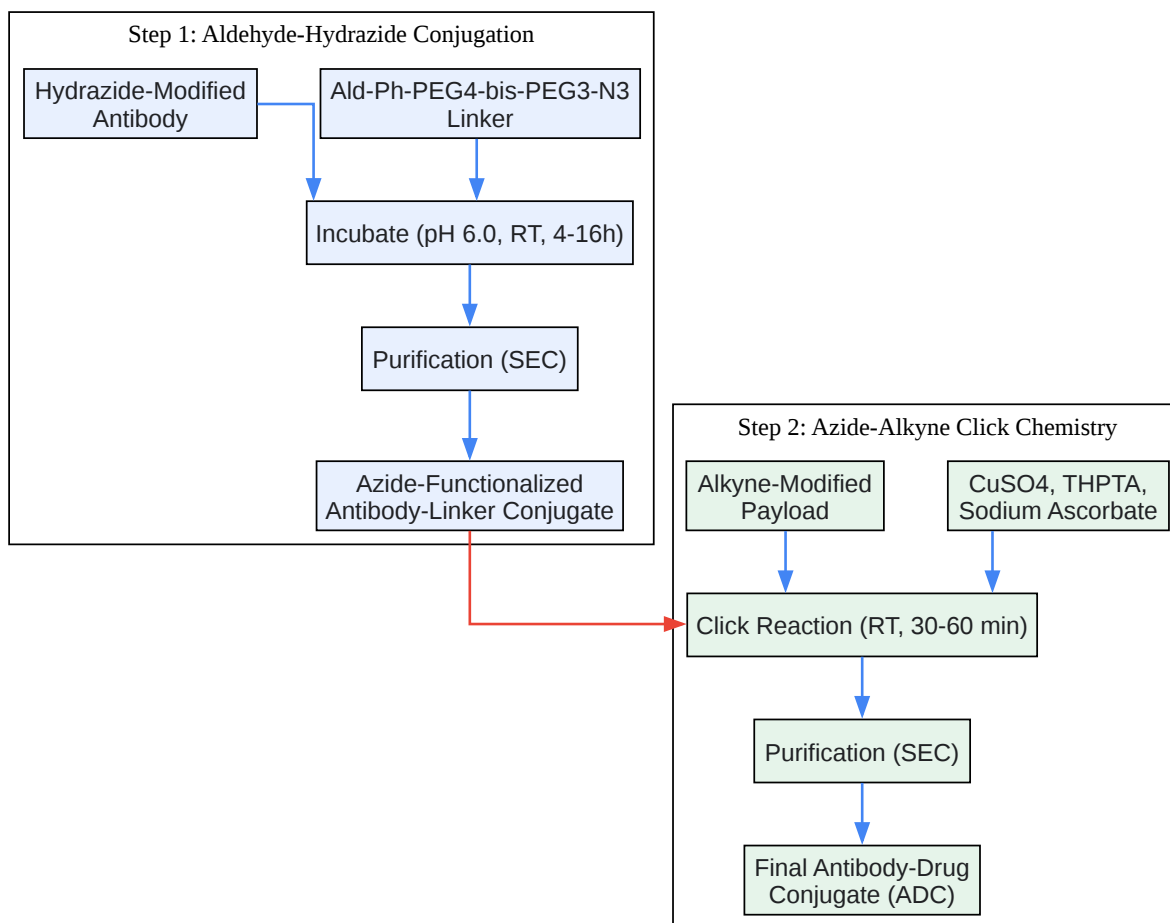 Step 1: Aldehyde-Hydrazide Conjugation
Hydrazide-Modified
Antibody
Ald-Ph-PEG4-bis-PEG3-N3
Linker
Incubate (pH 6.0, RT, 4-16h)
Purification (SEC)
Azide-Functionalized
Antibody-Linker Conjugate
Step 2: Azide-Alkyne Click Chemistry
Alkyne-Modified
Payload
CuSO4, THPTA,
Sodium Ascorbate
Click Reaction (RT, 30-60 min)
Purification (SEC)
Final Antibody-Drug
Conjugate (ADC)